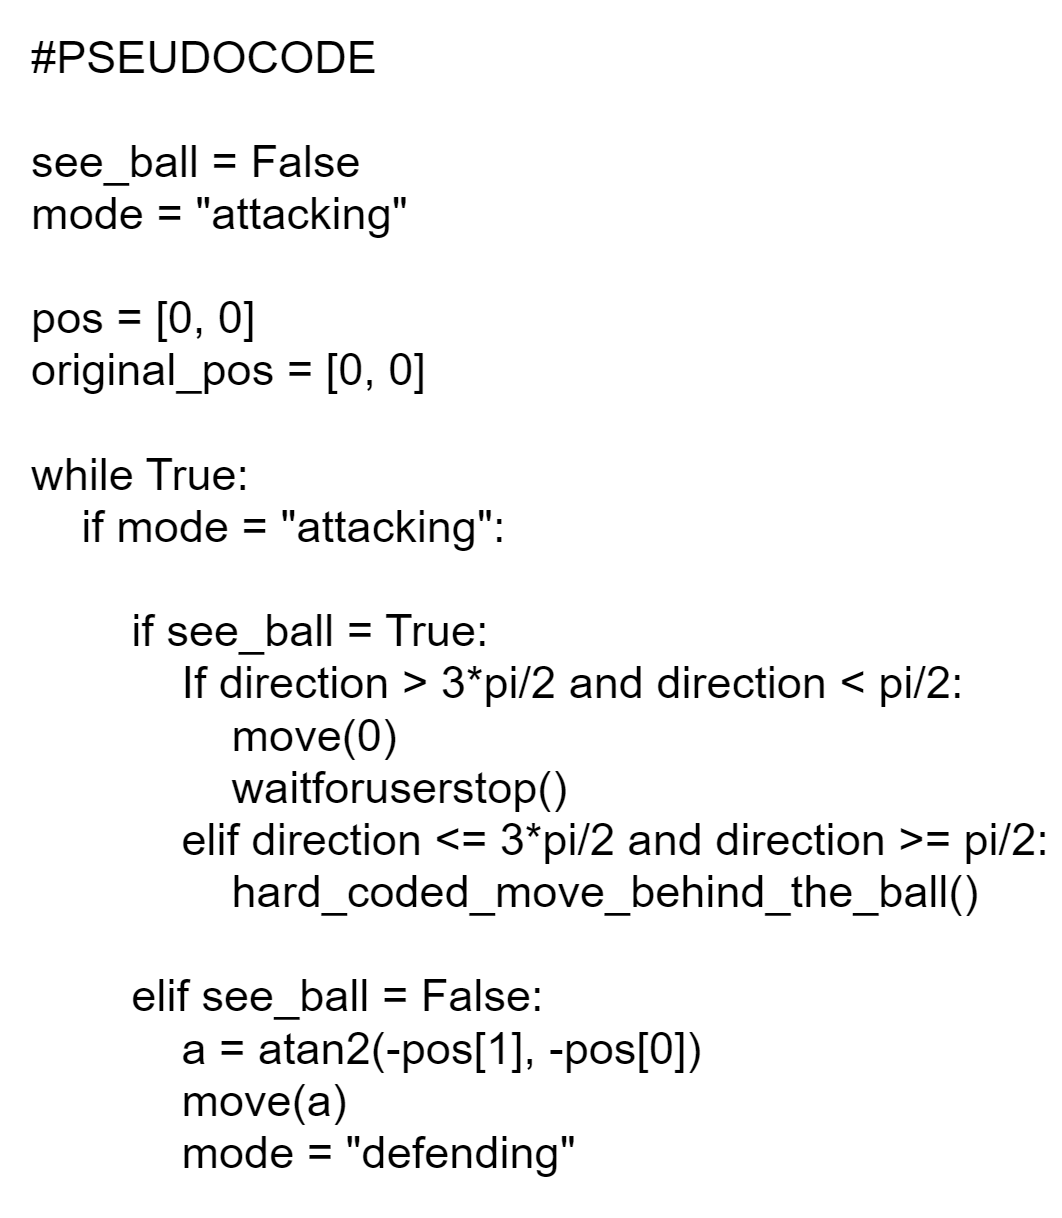 #PSEUDOCODE
see_ball = False
mode = "attacking"
pos = [0, 0]
original_pos = [0, 0]
while True:
if mode = "attacking":
if see_ball = True:
If direction > 3*pi/2 and direction < pi/2:
move(0)
waitforuserstop()
elif direction <= 3*pi/2 and direction >= pi/2:
hard_coded_move_behind_the_ball()
elif see_ball = False:
a = atan2(-pos[1], -pos[0])
move(a)
mode = "defending"